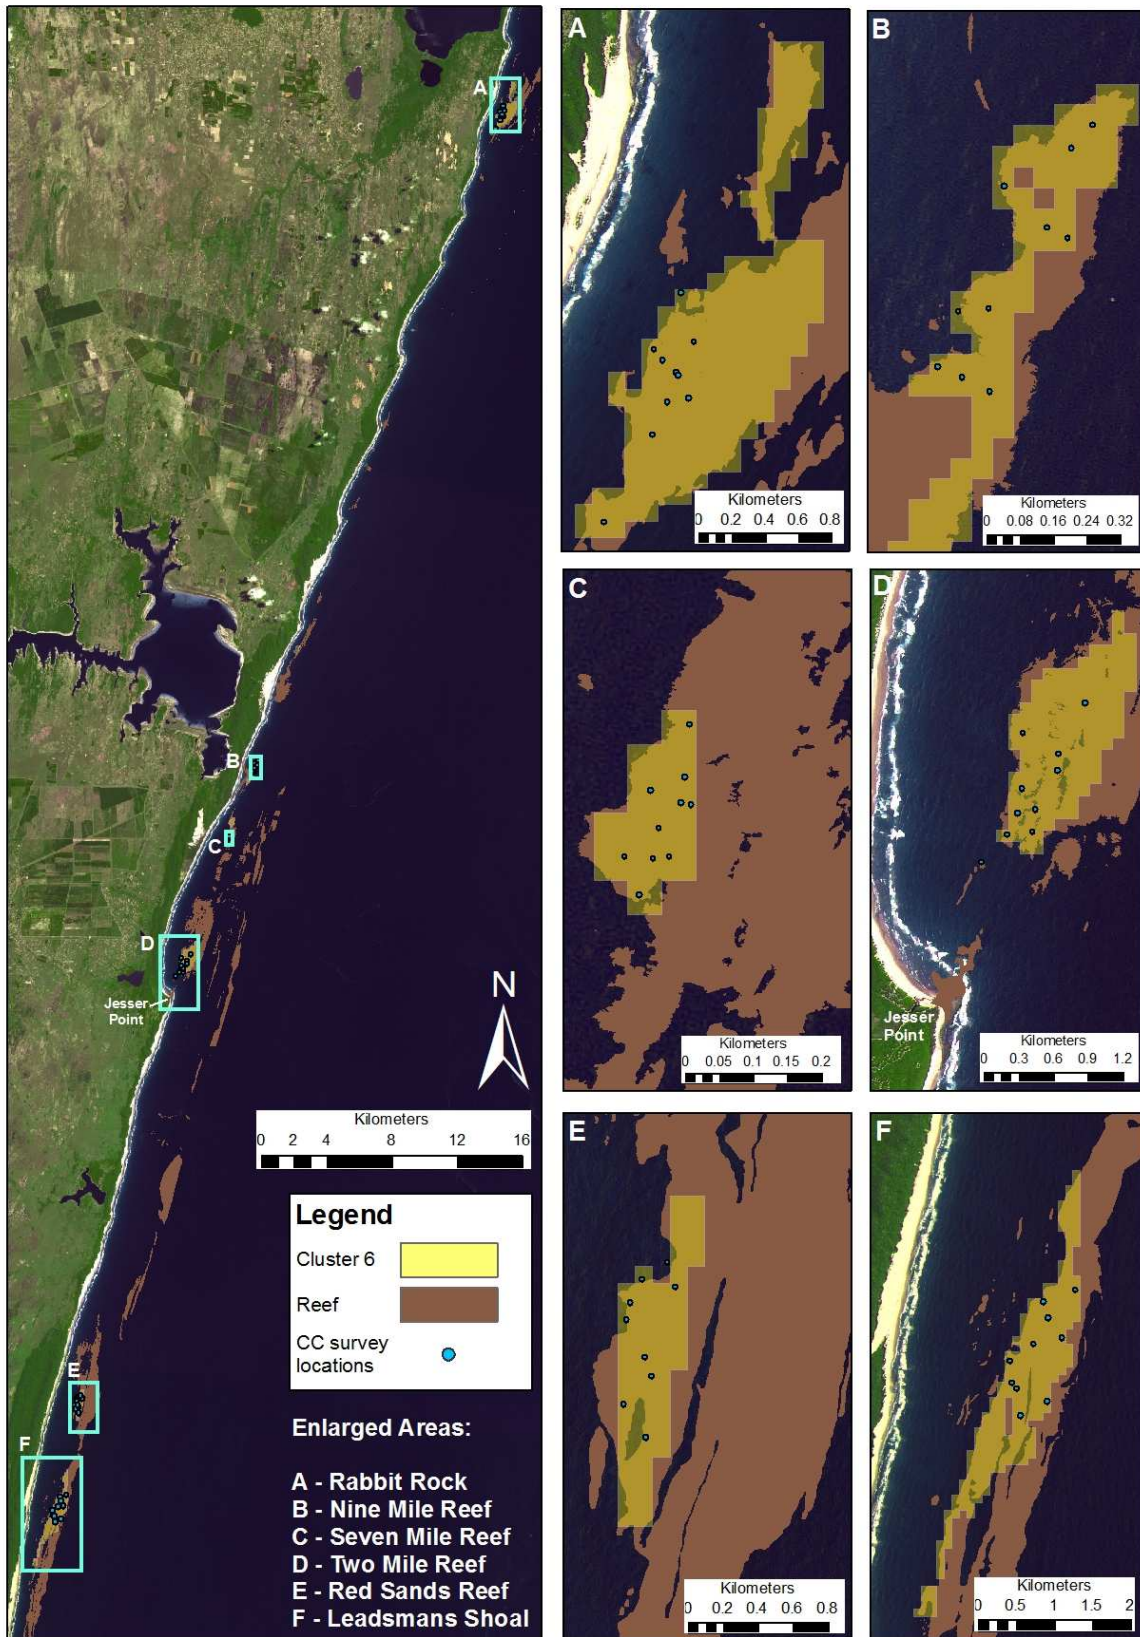 A
B
C
D
Jesser
Point
N
Kilometers
0 2 4 8 12 16
Legend
Cluster 6
Reef
CC survey
locations
E
F
Enlarged Areas:
A - Rabbit Rock
B - Nine Mile Reef
C - Seven Mile Reef
D - Two Mile Reef
E - Red Sands Reef
F - Leadsmans Shoal
A
Kilometers
0 0.2 0.4 0.6 0.8
B
Kilometers
0 0.08 0.16 0.24 0.32
C
Kilometers
0 0.05 0.1 0.15 0.2
D
Jesser
Point
Kilometers
0 0.3 0.6 0.9 1.2
E
Kilometers
0 0.2 0.4 0.6 0.8
F
Kilometers
0 0.5 1 1.5 2